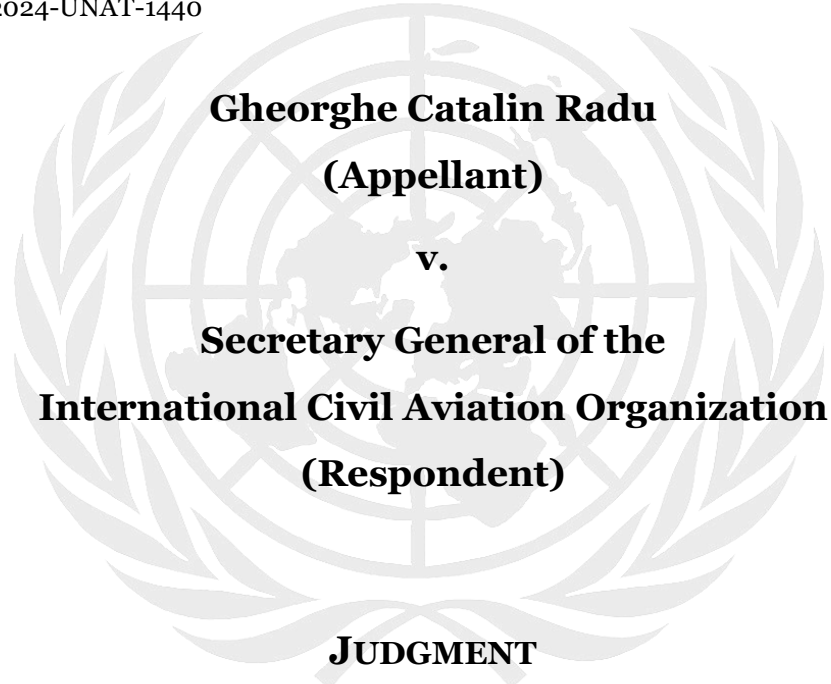 2024-UNAT-1440
Gheorghe Catalin Radu
(Appellant)
v.
Secretary General of the
International Civil Aviation Organization
(Respondent)
JUDGMENT